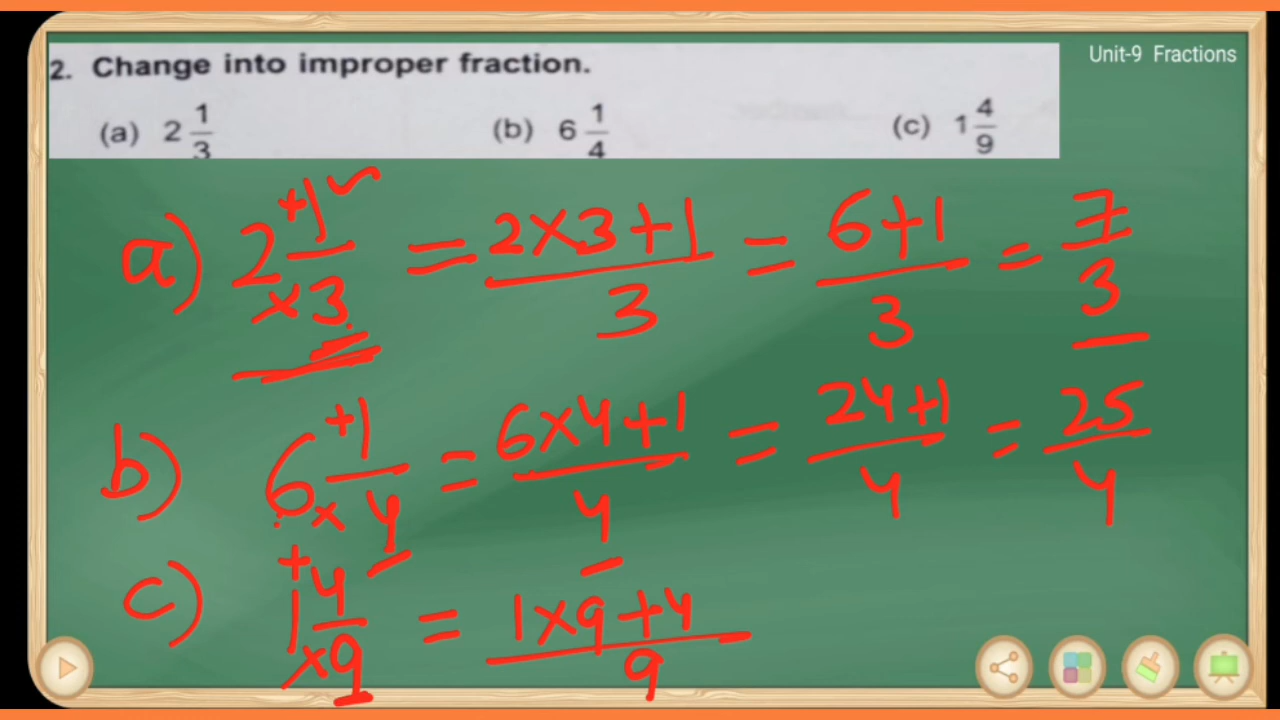 Unit-9 Fractions
2. Change into improper fraction.
(a) 2 1/3 (b) 6 1/4 (c) 1 4/9
a) 2 +1/×3 = 2×3+1/3 = 6+1/3 = 7/3
b) 6 +1/×4 = 6×4+1/4 = 24+1/4 = 25/4
c) 1 +4/×9 = 1×9+4/9